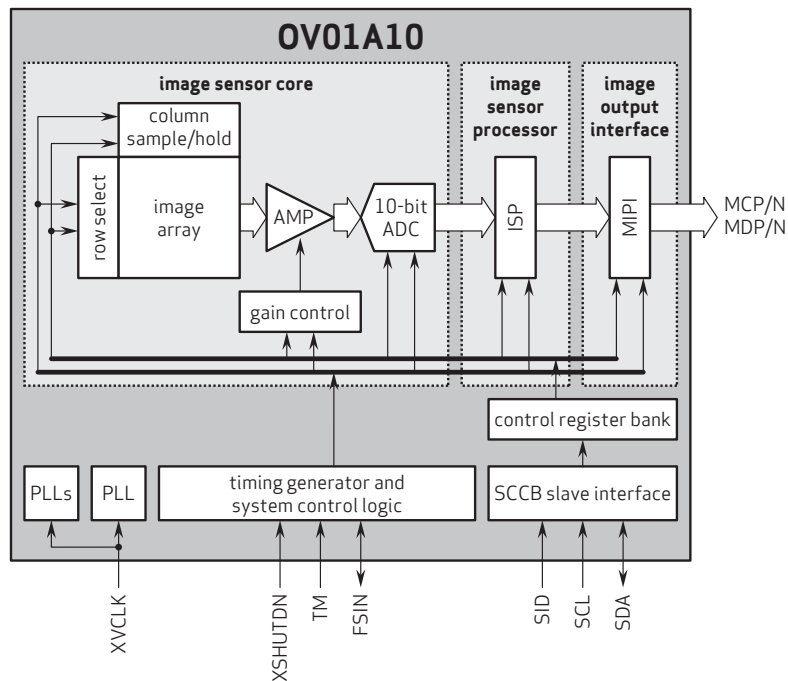 OV01A10
image sensor core
image
sensor
processor
image
output
interface
column
sample/hold
row select
image
array
AMP
10-bit
ADC
ISP
MIPI
MCP/N
MDP/N
gain control
control register bank
PLLs
PLL
timing generator and
system control logic
SCCB slave interface
XVCLK
XSHUTDN
TM
FSIN
SID
SCL
SDA